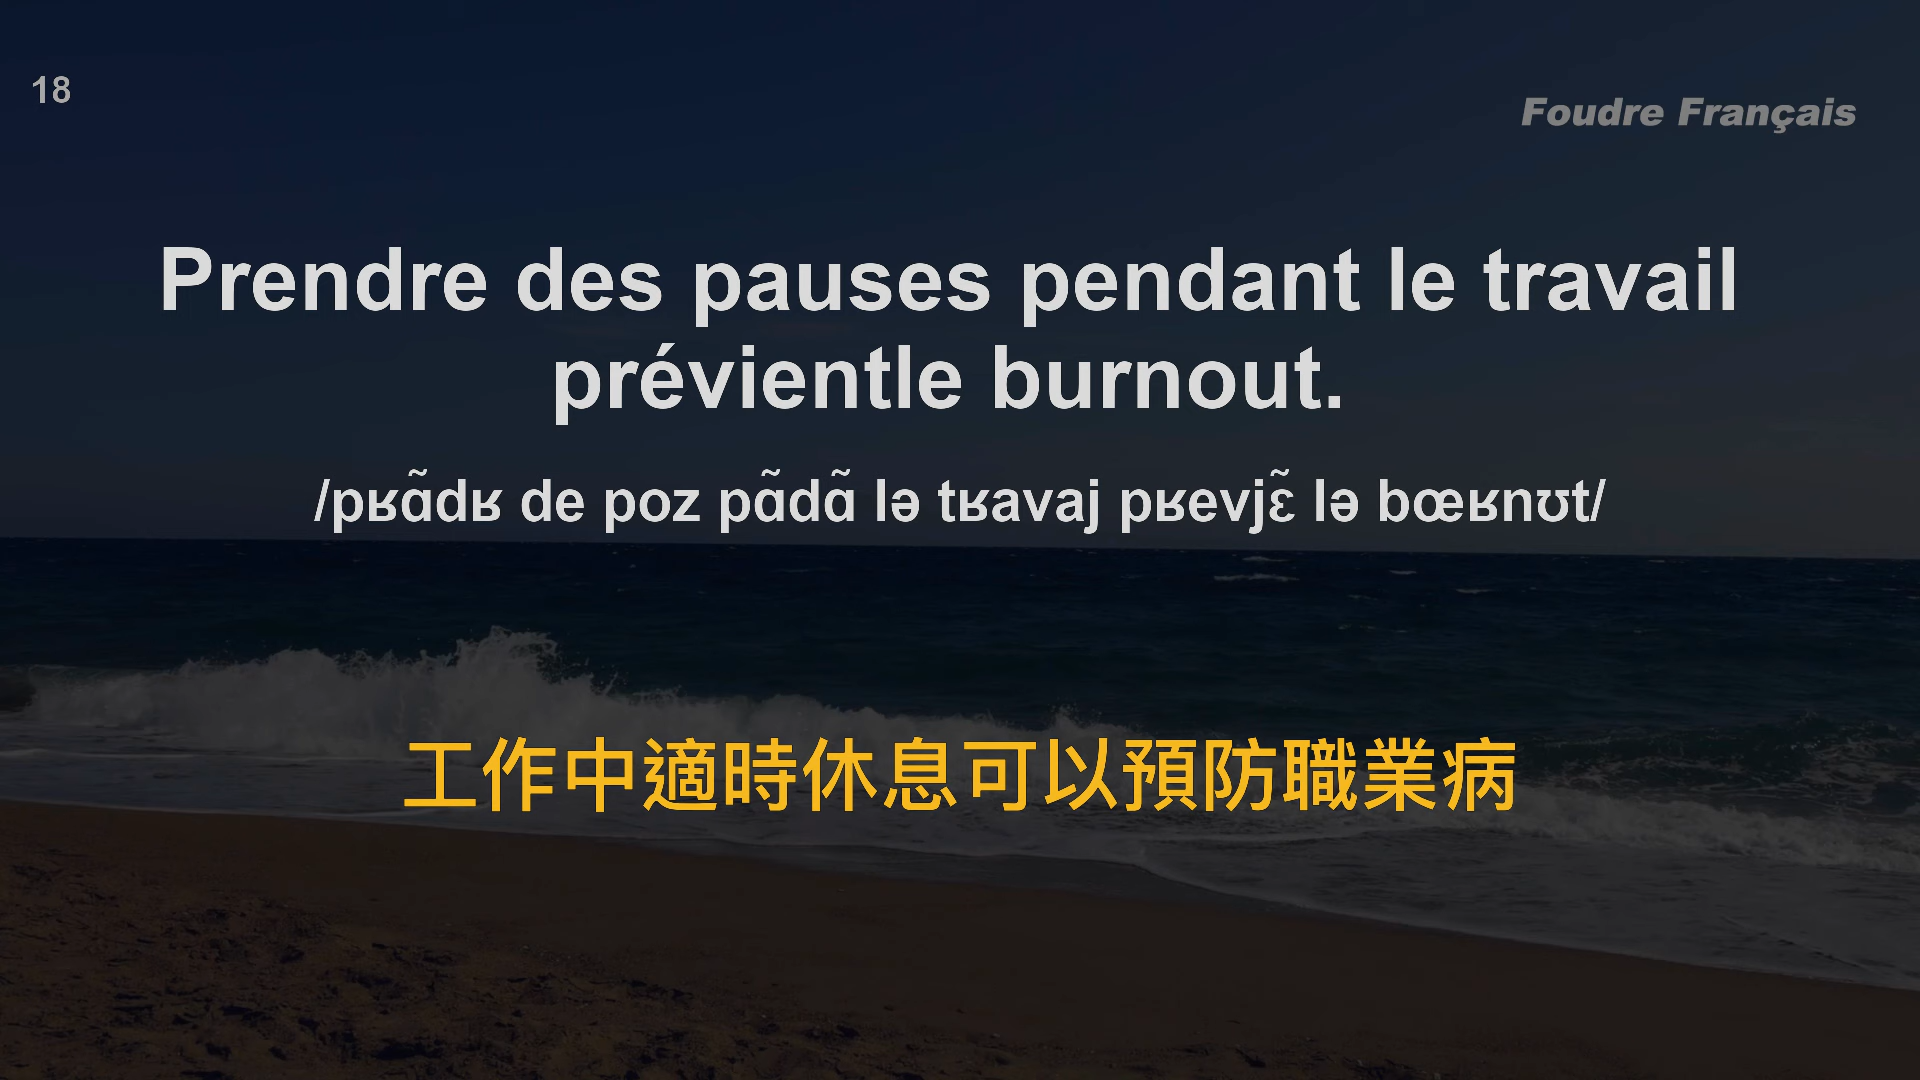 18
Foudre Français
Prendre des pauses pendant le travail
prévientle burnout.
/pʁɑ̃dʁ de poz pɑ̃dɑ̃ lə tʁavaj pʁevjɛ̃ lə bœʁnʊt/
工作中適時休息可以預防職業病